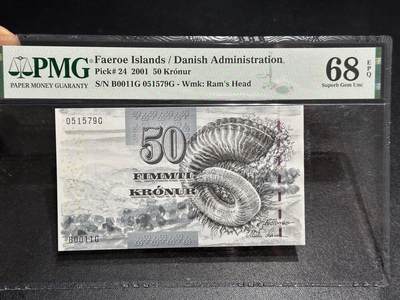 PMG
PAPER MONEY GUARANTY
Faeroe Islands / Danish Administration
Pick# 24 2001 50 Krónur
S/N B0011G 051579G - Wmk: Ram's Head
68 EPQ
Superb Gem Unc
051579G
50
FIMMTI
KRÓNUR
B0011G